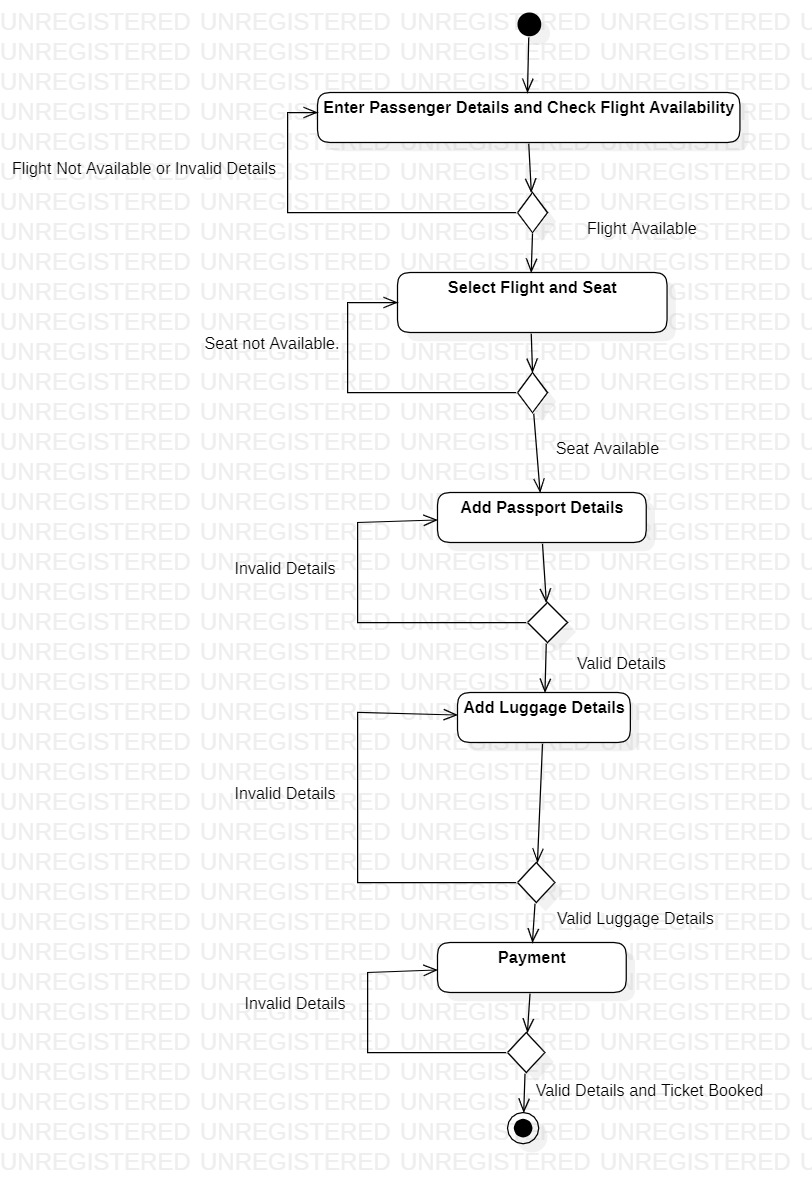 Enter Passenger Details and Check Flight Availability
Flight Not Available or Invalid Details
Flight Available
Select Flight and Seat
Seat not Available.
Seat Available
Add Passport Details
Invalid Details
Valid Details
Add Luggage Details
Invalid Details
Valid Luggage Details
Payment
Invalid Details
Valid Details and Ticket Booked
UNREGISTERED